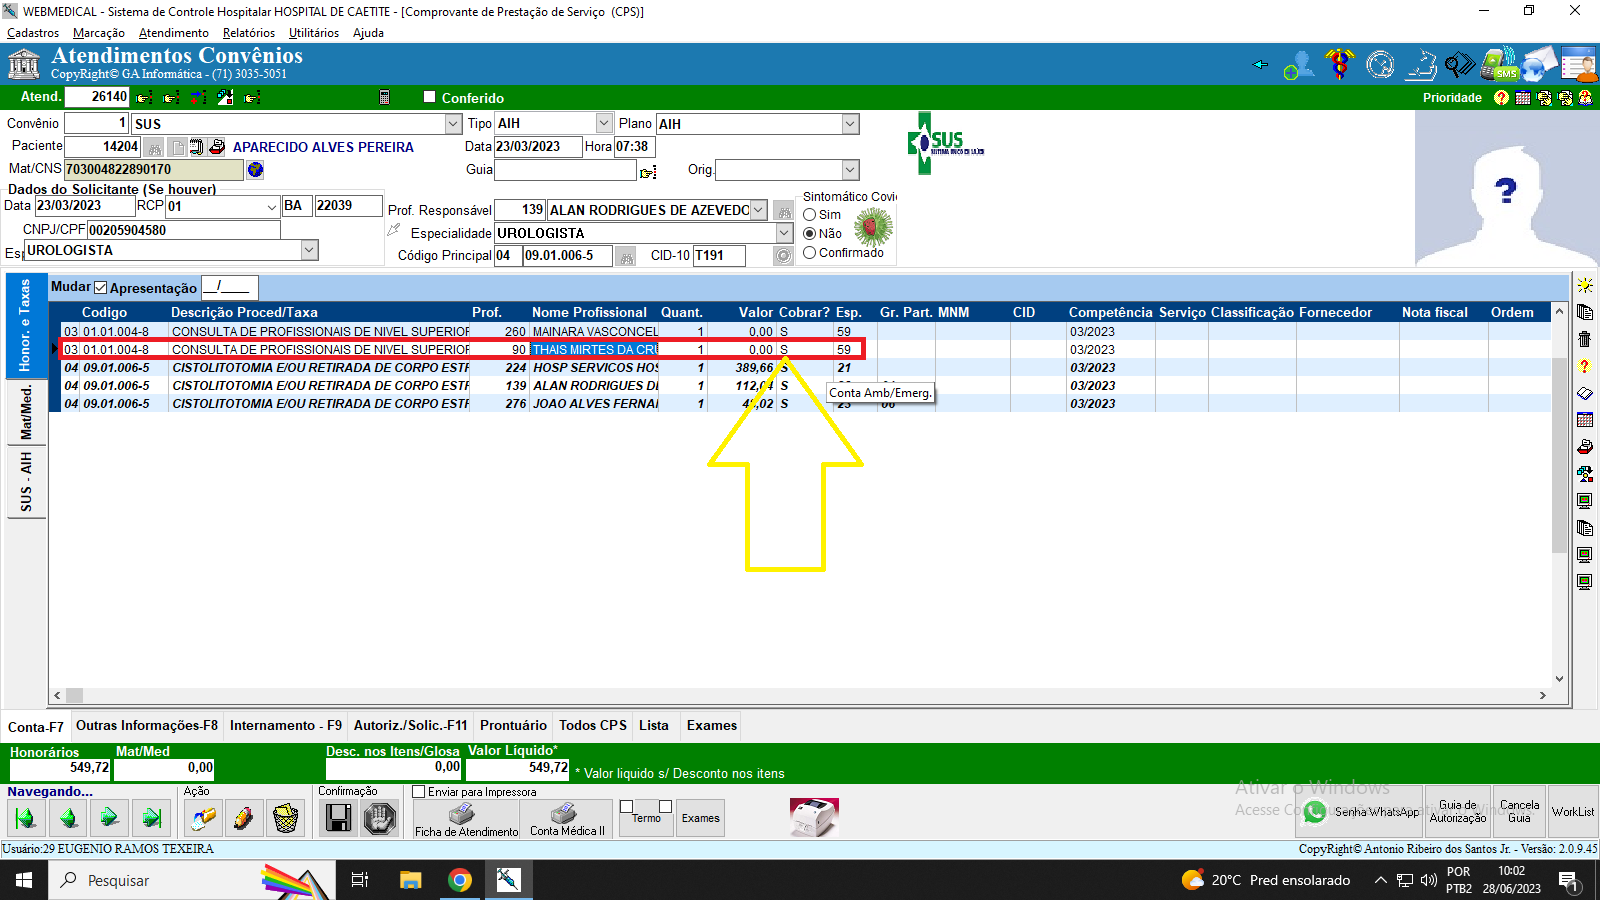 WEBMEDICAL - Sistema de Controle Hospitalar HOSPITAL DE CAETITE - [Comprovante de Prestação de Serviço (CPS)]
Cadastros Marcação Atendimento Relatórios Utilitários Ajuda
Atendimentos Convênios
CopyRight© GA Informática - (71) 3035-5051
SMS
Atend. 26140 Conferido Prioridade
Convênio 1 SUS Tipo AIH Plano AIH
Paciente 14204 APARECIDO ALVES PEREIRA Data 23/03/2023 Hora 07:38
SUS
Mat/CNS 703004822890170 Guia Orig.
Dados do Solicitante (Se houver)
Data 23/03/2023 RCP 01 BA 22039
CNPJ/CPF 00205904580
Es UROLOGISTA
Prof. Responsável 139 ALAN RODRIGUES DE AZEVEDO
Especialidade UROLOGISTA
Código Principal 04 09.01.006-5 CID-10 T191
Sintomático Covi
Sim
Não
Confirmado
Honor. e Taxas
Mat/Med.
SUS - AIH
Mudar Apresentação __/____
Codigo Descrição Proced/Taxa Prof. Nome Profissional Quant. Valor Cobrar? Esp. Gr. Part. MNM CID Competência Serviço Classificação Fornecedor Nota fiscal Ordem
03 01.01.004-8 CONSULTA DE PROFISSIONAIS DE NIVEL SUPERIOR 260 MAINARA VASCONCEL 1 0,00 S 59 03/2023
03 01.01.004-8 CONSULTA DE PROFISSIONAIS DE NIVEL SUPERIOR 90 THAIS MIRTES DA CRU 1 0,00 S 59 03/2023
04 09.01.006-5 CISTOLITOTOMIA E/OU RETIRADA DE CORPO ESTR 224 HOSP SERVICOS HOS 1 389,66 S 21 03/2023
04 09.01.006-5 CISTOLITOTOMIA E/OU RETIRADA DE CORPO ESTR 139 ALAN RODRIGUES DI 1 112,04 S 03/2023
04 09.01.006-5 CISTOLITOTOMIA E/OU RETIRADA DE CORPO ESTR 276 JOAO ALVES FERNAI 1 48,02 S 03/2023
Conta Amb/Emerg.
Conta-F7 Outras Informações-F8 Internamento - F9 Autoriz./Solic.-F11 Prontuário Todos CPS Lista Exames
Honorários Mat/Med Desc. nos Itens/Glosa Valor Líquido*
549,72 0,00 0,00 549,72 * Valor liquido s/ Desconto nos itens
Navegando... Ação Confirmação Enviar para Impressora
Ficha de Atendimento Conta Médica II Termo Exames
Ativar o Windows
Senha WhatsApp Guia de Autorização Cancela Guia WorkList
Usuário:29 EUGENIO RAMOS TEXEIRA CopyRight© Antonio Ribeiro dos Santos Jr. - Versão: 2.0.9.45
Pesquisar 20°C Pred ensolarado POR PTB2 10:02 28/06/2023 1